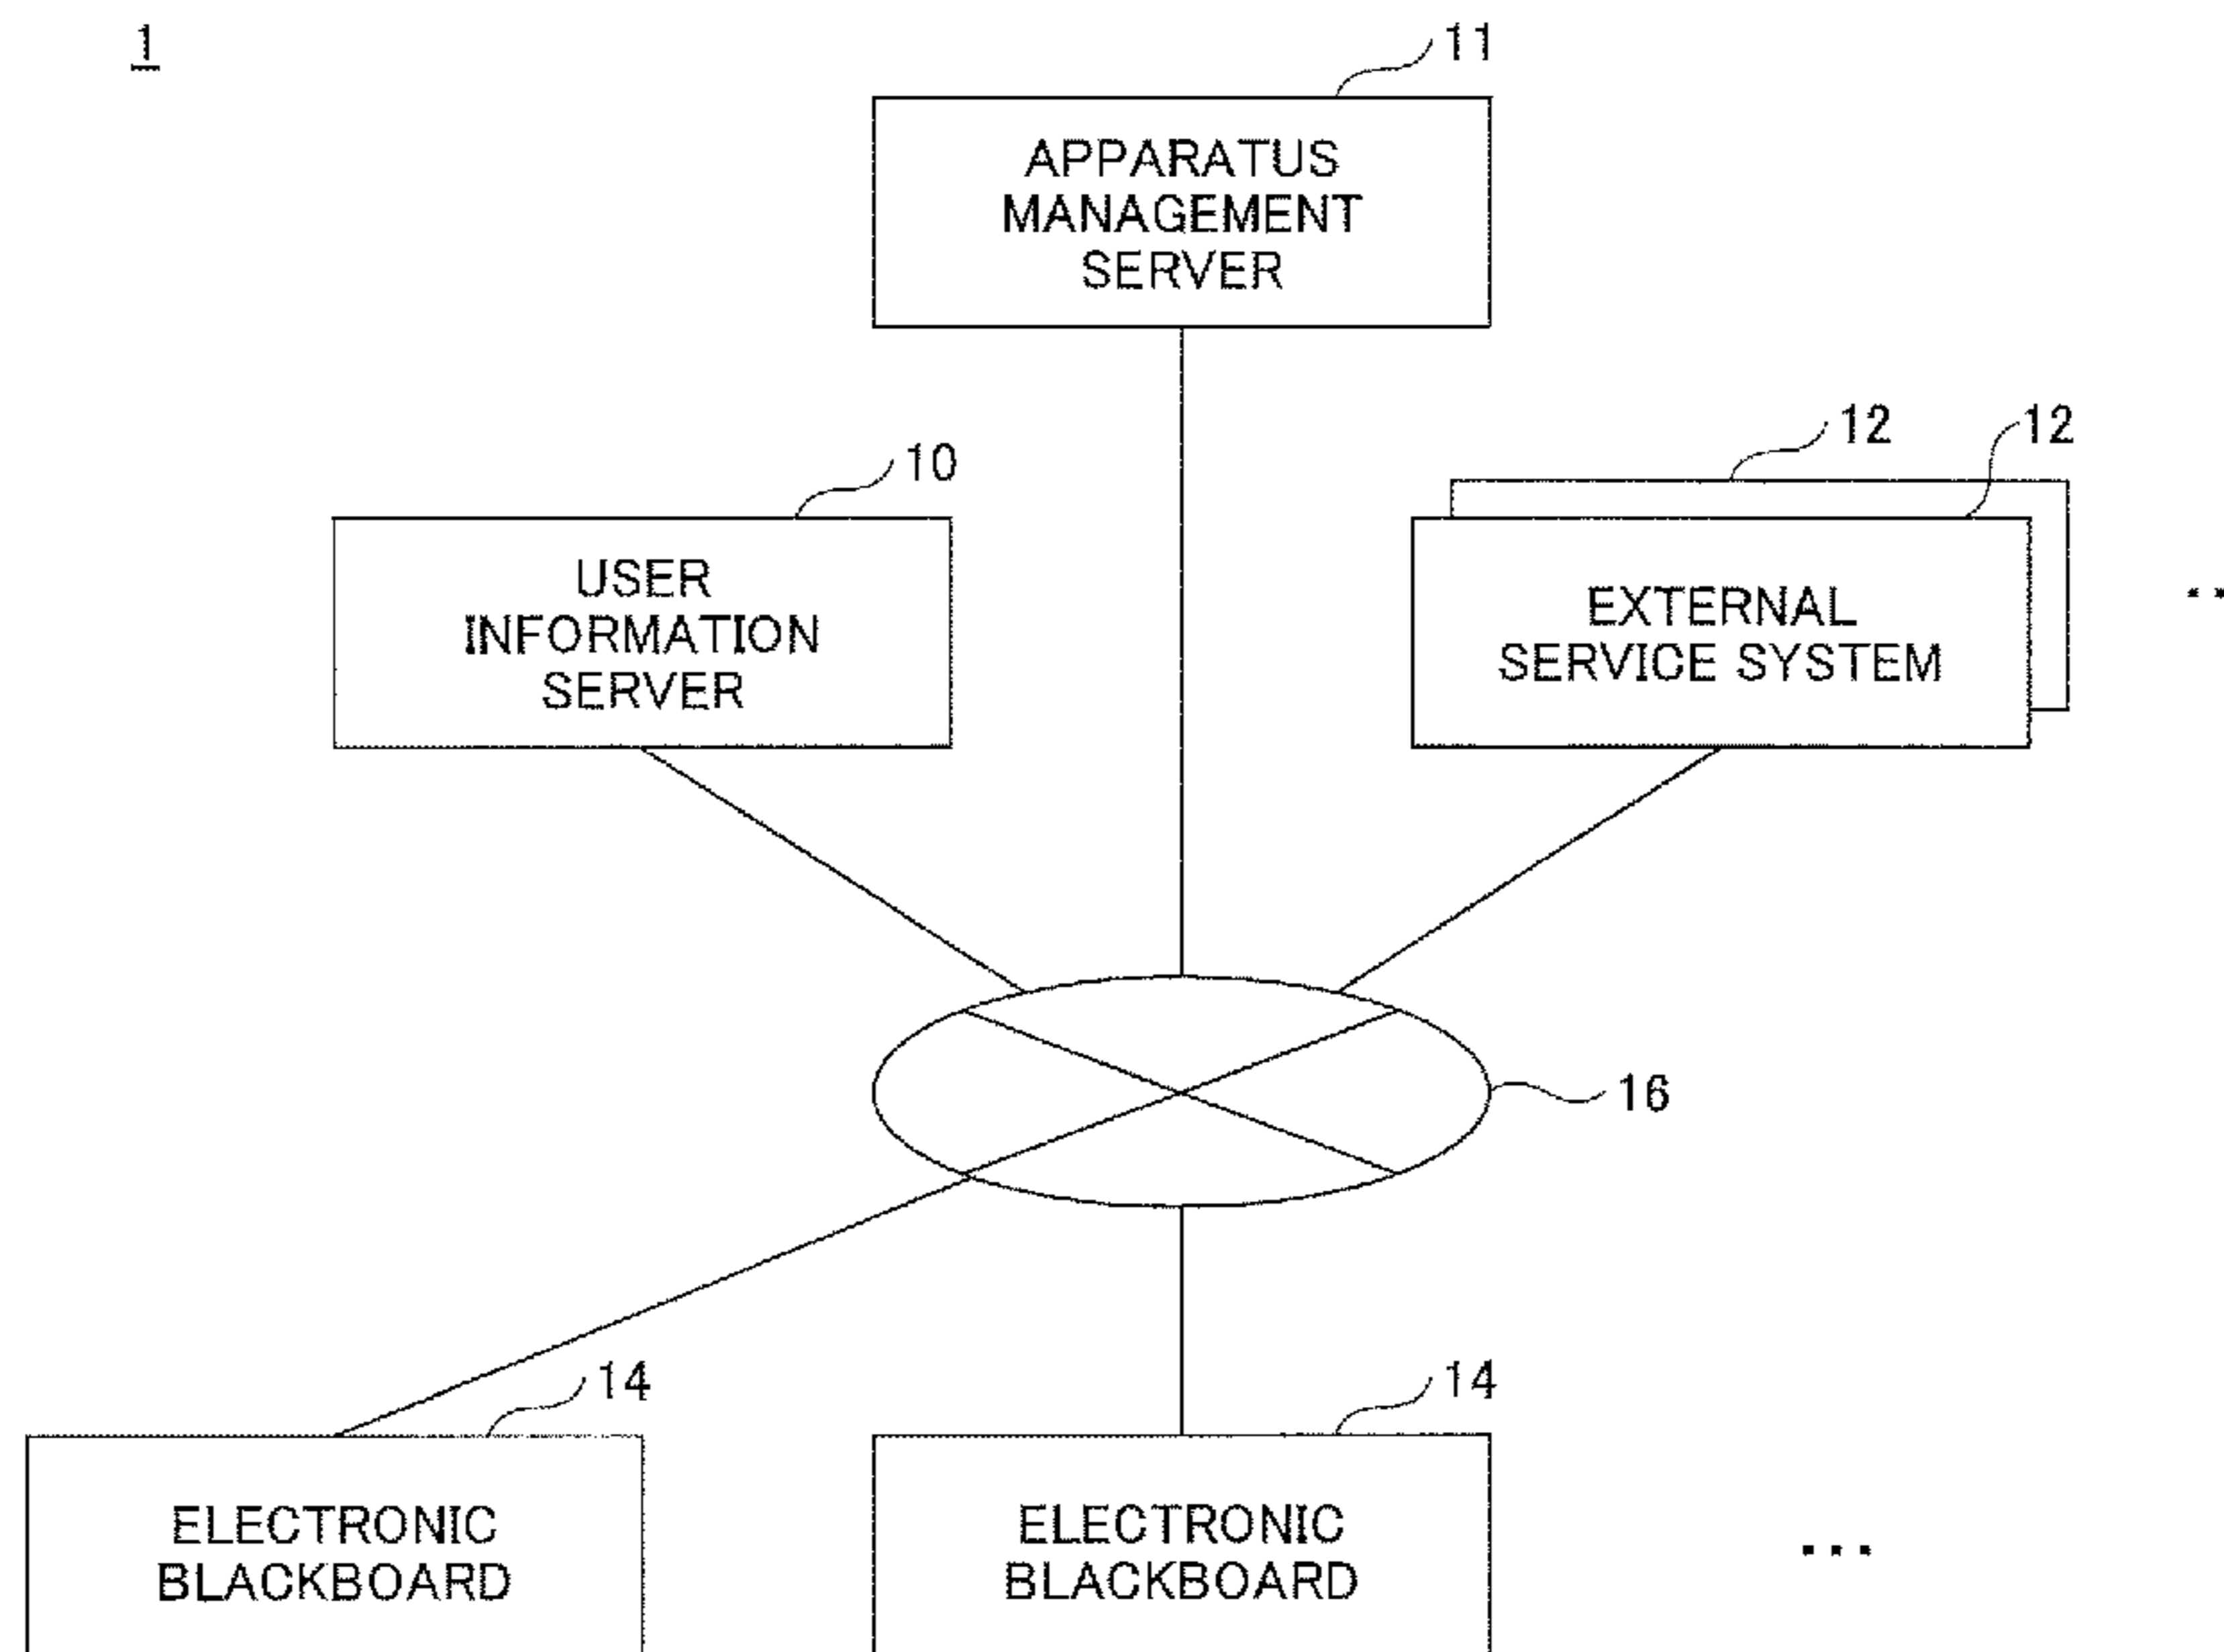 1
11
APPARATUS
MANAGEMENT
SERVER
12
12
10
USER
INFORMATION
SERVER
EXTERNAL
SERVICE SYSTEM
..
16
14
14
ELECTRONIC
BLACKBOARD
ELECTRONIC
BLACKBOARD
...